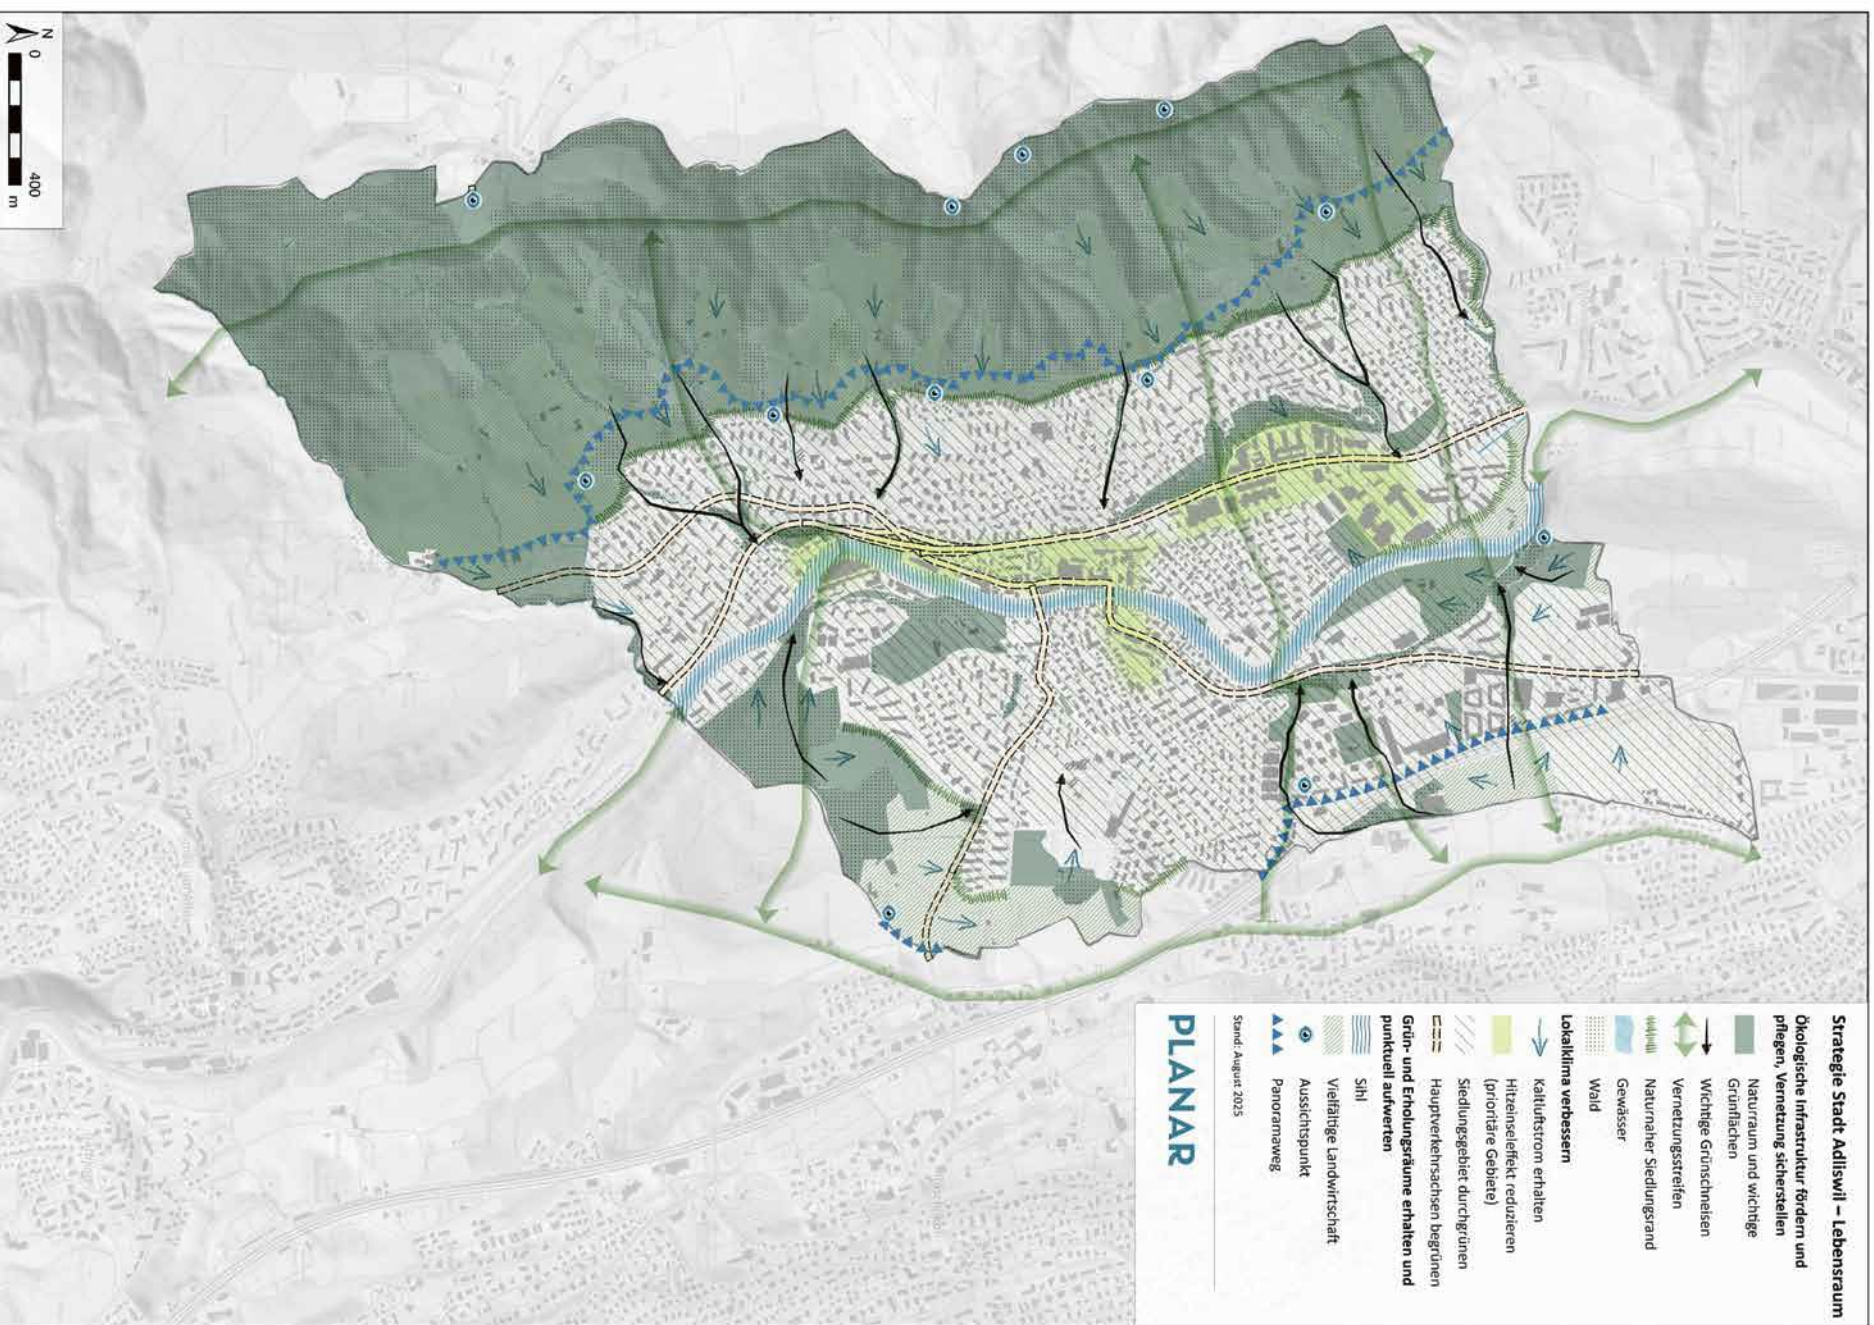 Strategie Stadt Adliswil – Lebensraum
Ökologische Infrastruktur fördern und
pflegen, Vernetzung sicherstellen
Naturraum und wichtige
Grünflächen
Wichtige Grünschneisen
Vernetzungsstreifen
Naturnaher Siedlungsrand
Gewässer
Wald
Lokalklima verbessern
Kaltluftstrom erhalten
Hitzeinseleffekt reduzieren
(prioritäre Gebiete)
Siedlungsgebiet durchgrünen
Hauptverkehrsachsen begrünen
Grün- und Erholungsräume erhalten und
punktuell aufwerten
Sihl
Vielfältige Landwirtschaft
Aussichtspunkt
Panoramaweg
Stand: August 2025
PLANAR
N
0 400
m